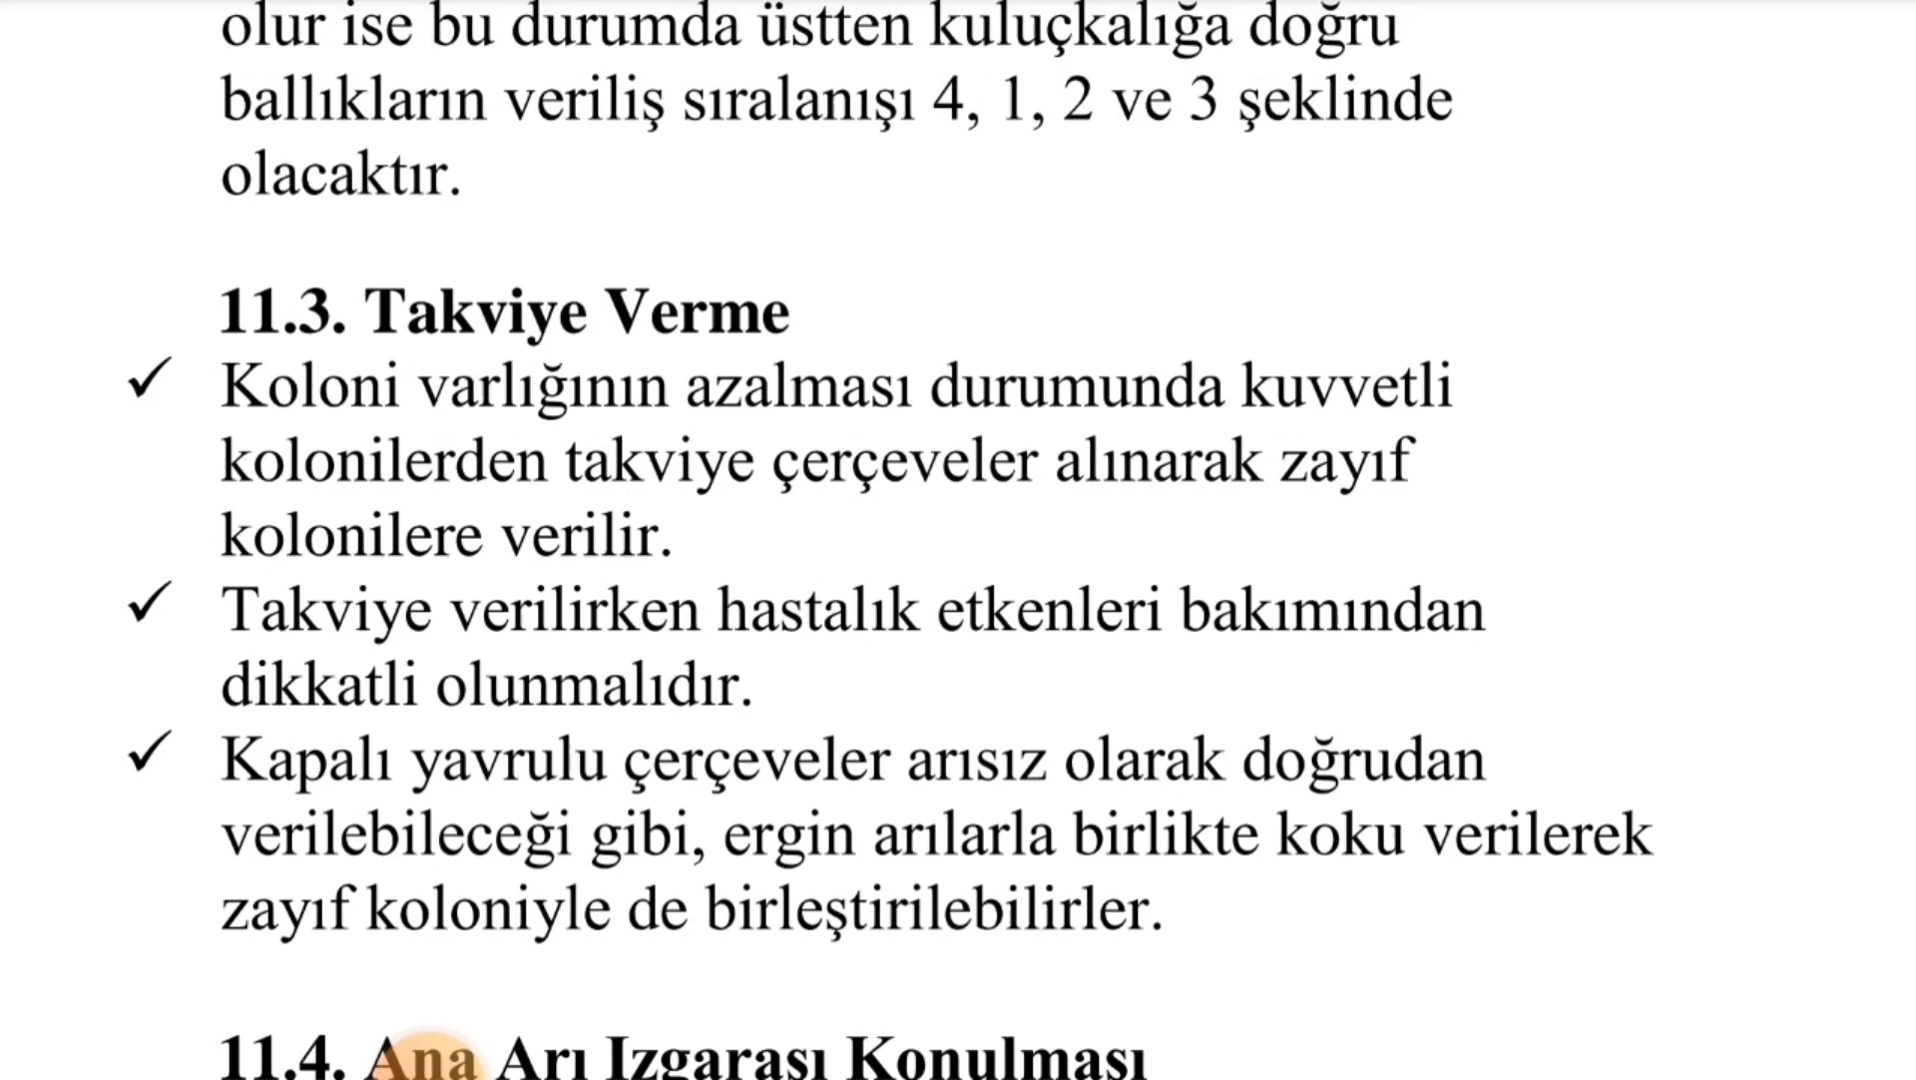 olur ise bu durumda üstten kuluçkalığa doğru
ballıkların veriliş sıralanışı 4, 1, 2 ve 3 şeklinde
olacaktır.
11.3. Takviye Verme
✓ Koloni varlığının azalması durumunda kuvvetli
kolonilerden takviye çerçeveler alınarak zayıf
kolonilere verilir.
✓ Takviye verilirken hastalık etkenleri bakımından
dikkatli olunmalıdır.
✓ Kapalı yavrulu çerçeveler arısız olarak doğrudan
verilebileceği gibi, ergin arılarla birlikte koku verilerek
zayıf koloniyle de birleştirilebilirler.
11.4. Ana Arı Izgarası Konulması